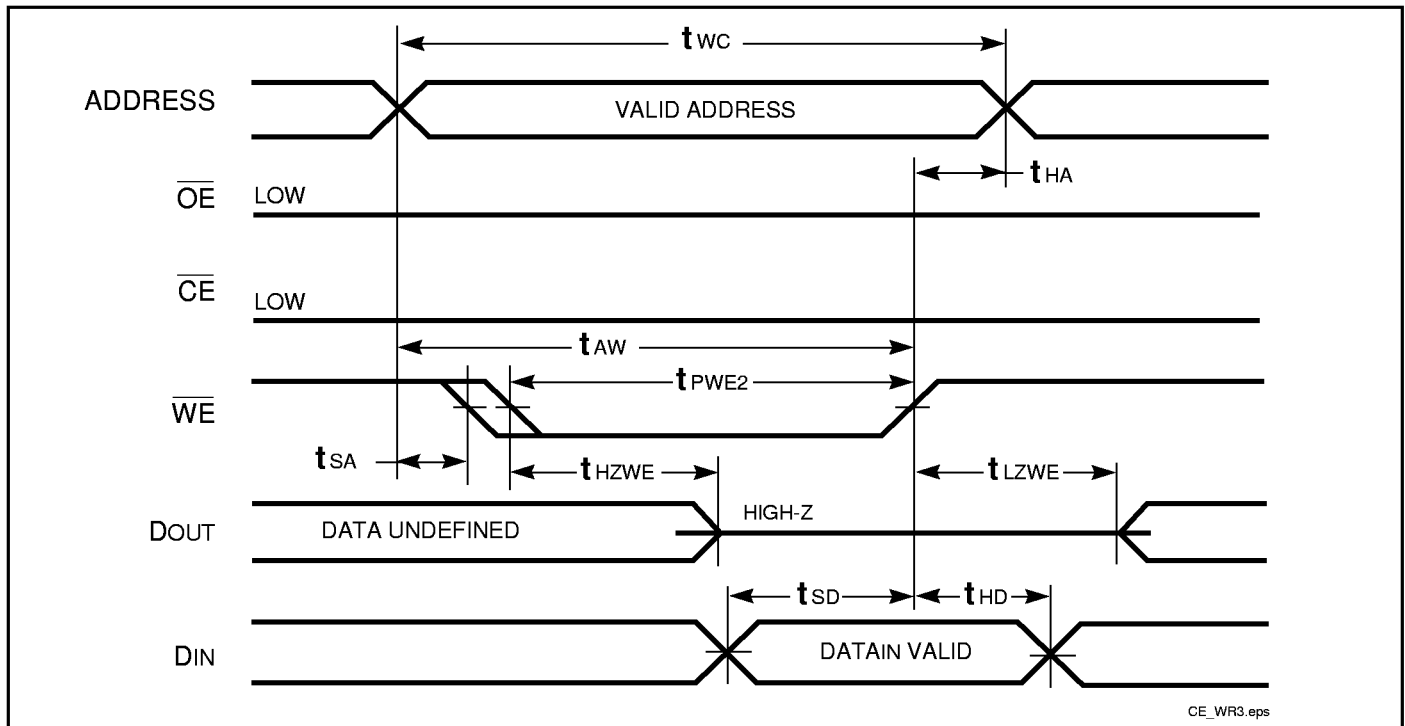 tWC
ADDRESS
VALID ADDRESS
tHA
OE
LOW
CE
LOW
tAW
tPWE2
WE
tSA
tHZWE
tLZWE
DOUT
DATA UNDEFINED
HIGH-Z
tSD
tHD
DIN
DATAIN VALID
CE_WR3.eps